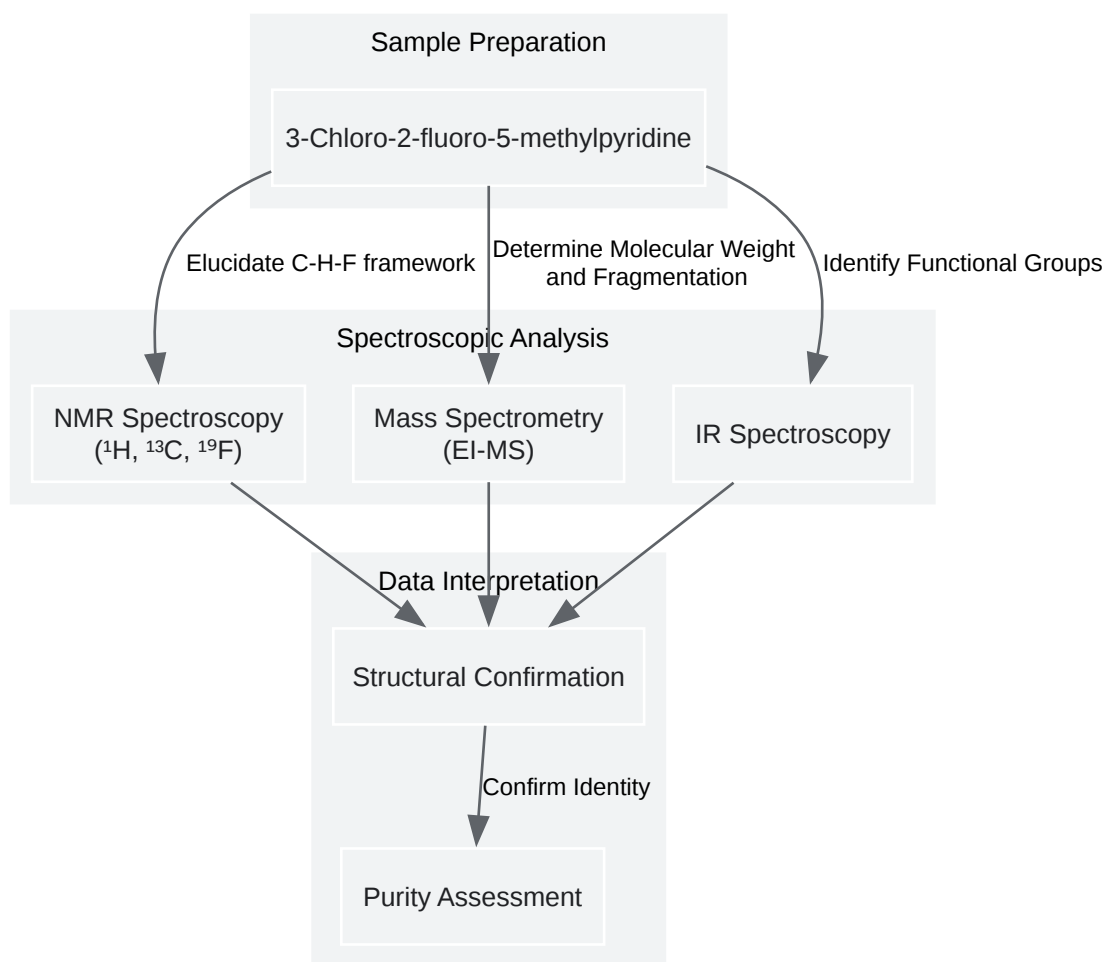 Sample Preparation
3-Chloro-2-fluoro-5-methylpyridine
Elucidate C-H-F framework
Determine Molecular Weight
and Fragmentation
Identify Functional Groups
Spectroscopic Analysis
NMR Spectroscopy
(¹H, ¹³C, ¹⁹F)
Mass Spectrometry
(EI-MS)
IR Spectroscopy
Data Interpretation
Structural Confirmation
Confirm Identity
Purity Assessment